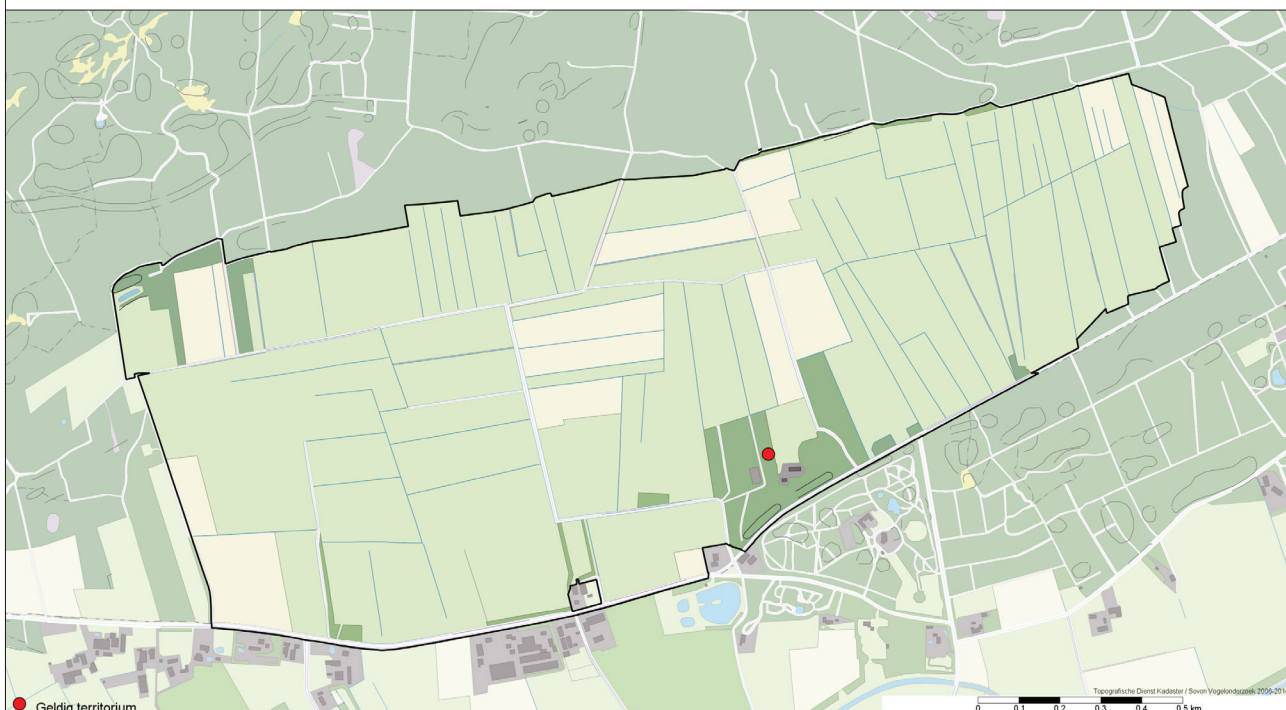 Topografische Dienst Kadaster / Sovon Vogelonderzoek 2006-201
Geldig territorium
0 0.1 0.2 0.3 0.4 0.5 km